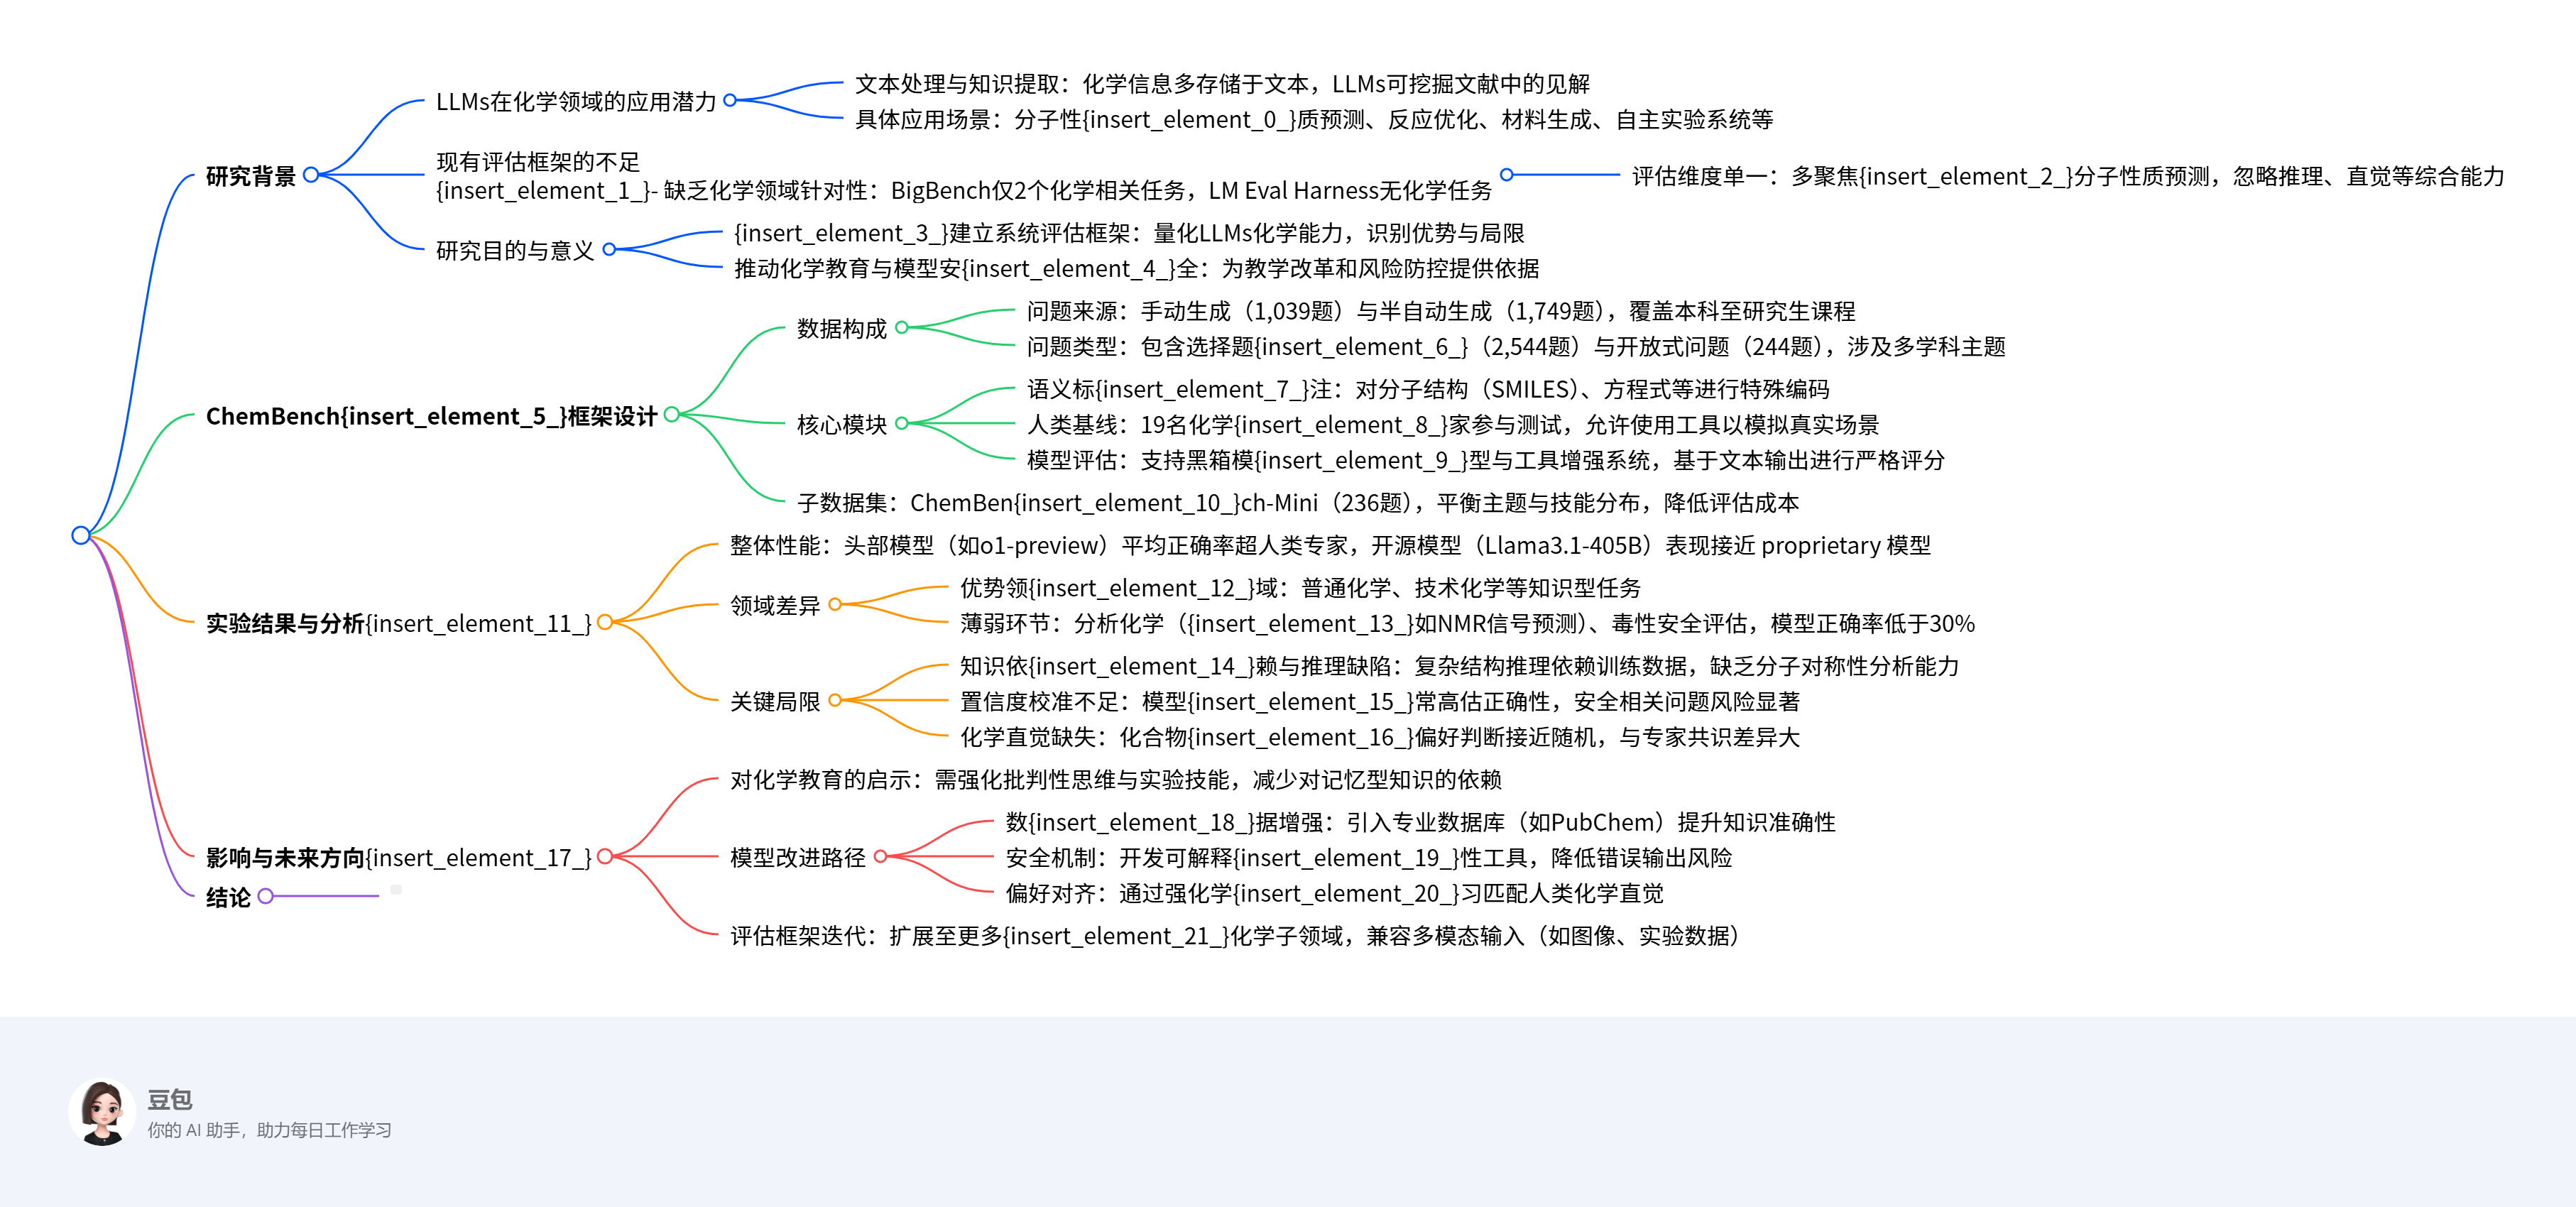 研究背景
LLMs在化学领域的应用潜力
文本处理与知识提取：化学信息多存储于文本，LLMs可挖掘文献中的见解
具体应用场景：分子性{insert_element_0_}质预测、反应优化、材料生成、自主实验系统等
现有评估框架的不足
{insert_element_1_}- 缺乏化学领域针对性：BigBench仅2个化学相关任务，LM Eval Harness无化学任务
评估维度单一：多聚焦{insert_element_2_}分子性质预测，忽略推理、直觉等综合能力
研究目的与意义
{insert_element_3_}建立系统评估框架：量化LLMs化学能力，识别优势与局限
推动化学教育与模型安{insert_element_4_}全：为教学改革和风险防控提供依据
ChemBench{insert_element_5_}框架设计
数据构成
问题来源：手动生成（1,039题）与半自动生成（1,749题），覆盖本科至研究生课程
问题类型：包含选择题{insert_element_6_}（2,544题）与开放式问题（244题），涉及多学科主题
核心模块
语义标{insert_element_7_}注：对分子结构（SMILES）、方程式等进行特殊编码
人类基线：19名化学{insert_element_8_}家参与测试，允许使用工具以模拟真实场景
模型评估：支持黑箱模{insert_element_9_}型与工具增强系统，基于文本输出进行严格评分
子数据集：ChemBen{insert_element_10_}ch-Mini（236题），平衡主题与技能分布，降低评估成本
实验结果与分析{insert_element_11_}
整体性能：头部模型（如o1-preview）平均正确率超人类专家，开源模型（Llama3.1-405B）表现接近 proprietary 模型
领域差异
优势领{insert_element_12_}域：普通化学、技术化学等知识型任务
薄弱环节：分析化学（{insert_element_13_}如NMR信号预测）、毒性安全评估，模型正确率低于30%
关键局限
知识依{insert_element_14_}赖与推理缺陷：复杂结构推理依赖训练数据，缺乏分子对称性分析能力
置信度校准不足：模型{insert_element_15_}常高估正确性，安全相关问题风险显著
化学直觉缺失：化合物{insert_element_16_}偏好判断接近随机，与专家共识差异大
影响与未来方向{insert_element_17_}
对化学教育的启示：需强化批判性思维与实验技能，减少对记忆型知识的依赖
模型改进路径
数{insert_element_18_}据增强：引入专业数据库（如PubChem）提升知识准确性
安全机制：开发可解释{insert_element_19_}性工具，降低错误输出风险
偏好对齐：通过强化学{insert_element_20_}习匹配人类化学直觉
评估框架迭代：扩展至更多{insert_element_21_}化学子领域，兼容多模态输入（如图像、实验数据）
结论
豆包
你的 AI 助手，助力每日工作学习